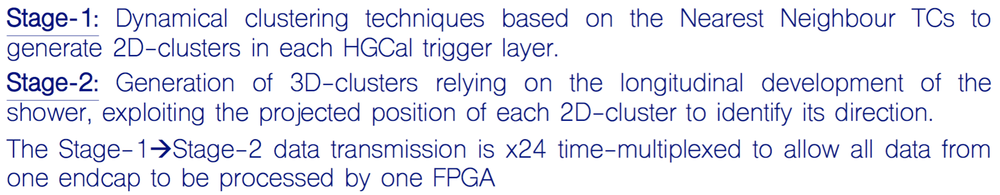 Stage-1: Dynamical clustering techniques based on the Nearest Neighbour TCs to
generate 2D-clusters in each HGCal trigger layer.
Stage-2: Generation of 3D-clusters relying on the longitudinal development of the
shower, exploiting the projected position of each 2D-cluster to identify its direction.
The Stage-1→Stage-2 data transmission is x24 time-multiplexed to allow all data from
one endcap to be processed by one FPGA